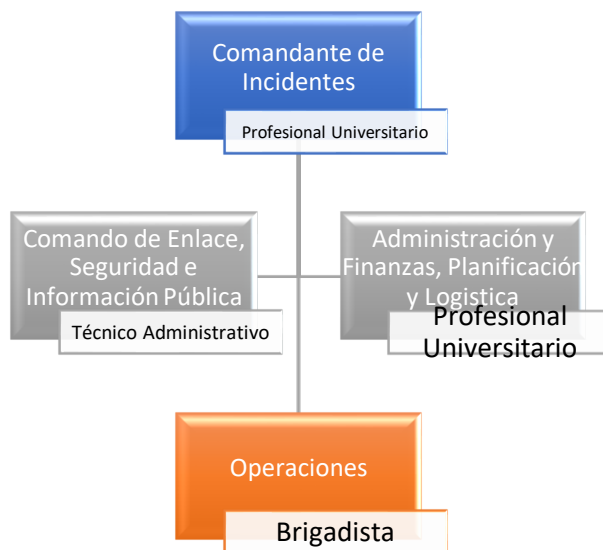 Comandante de
Incidentes
Profesional Universitario
Comando de Enlace,
Seguridad e
Información Pública
Técnico Administrativo
Administración y
Finanzas, Planificación
y Logistica
Profesional
Universitario
Operaciones
Brigadista